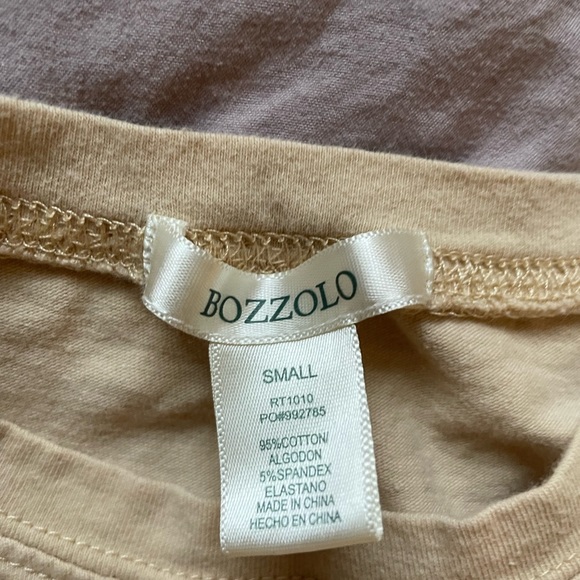 BOZZOLO
SMALL
RT1010
PO#992785
95%COTTON/
ALGODON
5%SPANDEX
ELASTANO
MADE IN CHINA
HECHO EN CHINA